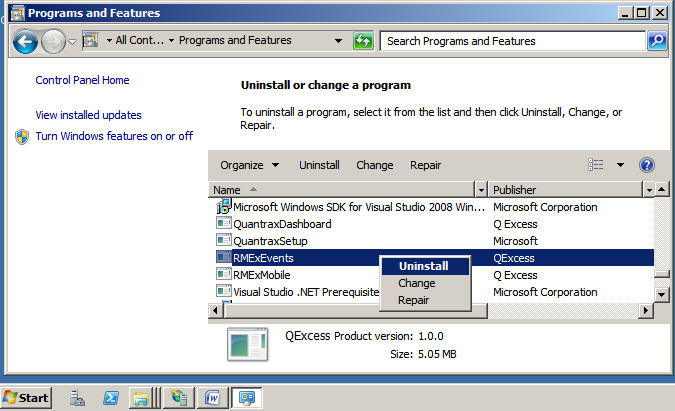 Programs and Features
All Cont... Programs and Features Search Programs and Features
Control Panel Home
View installed updates
Turn Windows features on or off
Uninstall or change a program
To uninstall a program, select it from the list and then click Uninstall, Change, or
Repair.
Organize Uninstall Change Repair
Name Publisher
Microsoft Windows SDK for Visual Studio 2008 Win... Microsoft Corporation
QuantraxDashboard Q Excess
QuantraxSetup Microsoft
RMExEvents QExcess
RMExMobile Q Excess
Visual Studio .NET Prerequisite Microsoft Corporation
Uninstall
Change
Repair
QExcess Product version: 1.0.0
Size: 5.05 MB
Start